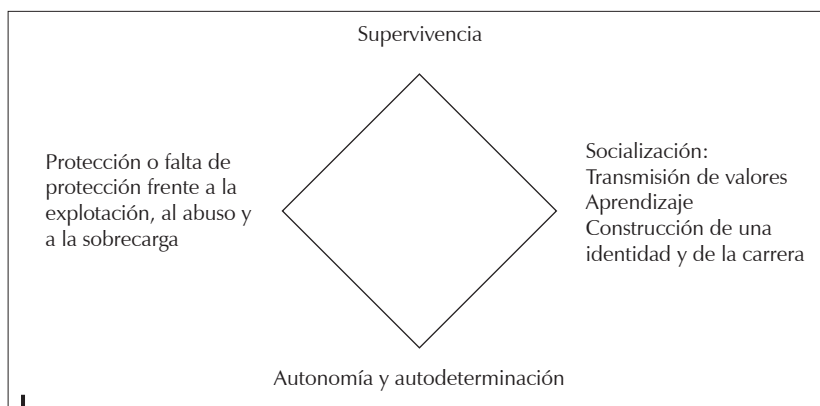 Supervivencia
Protección o falta de
protección frente a la
explotación, al abuso y
a la sobrecarga
Socialización:
Transmisión de valores
Aprendizaje
Construcción de una
identidad y de la carrera
Autonomía y autodeterminación